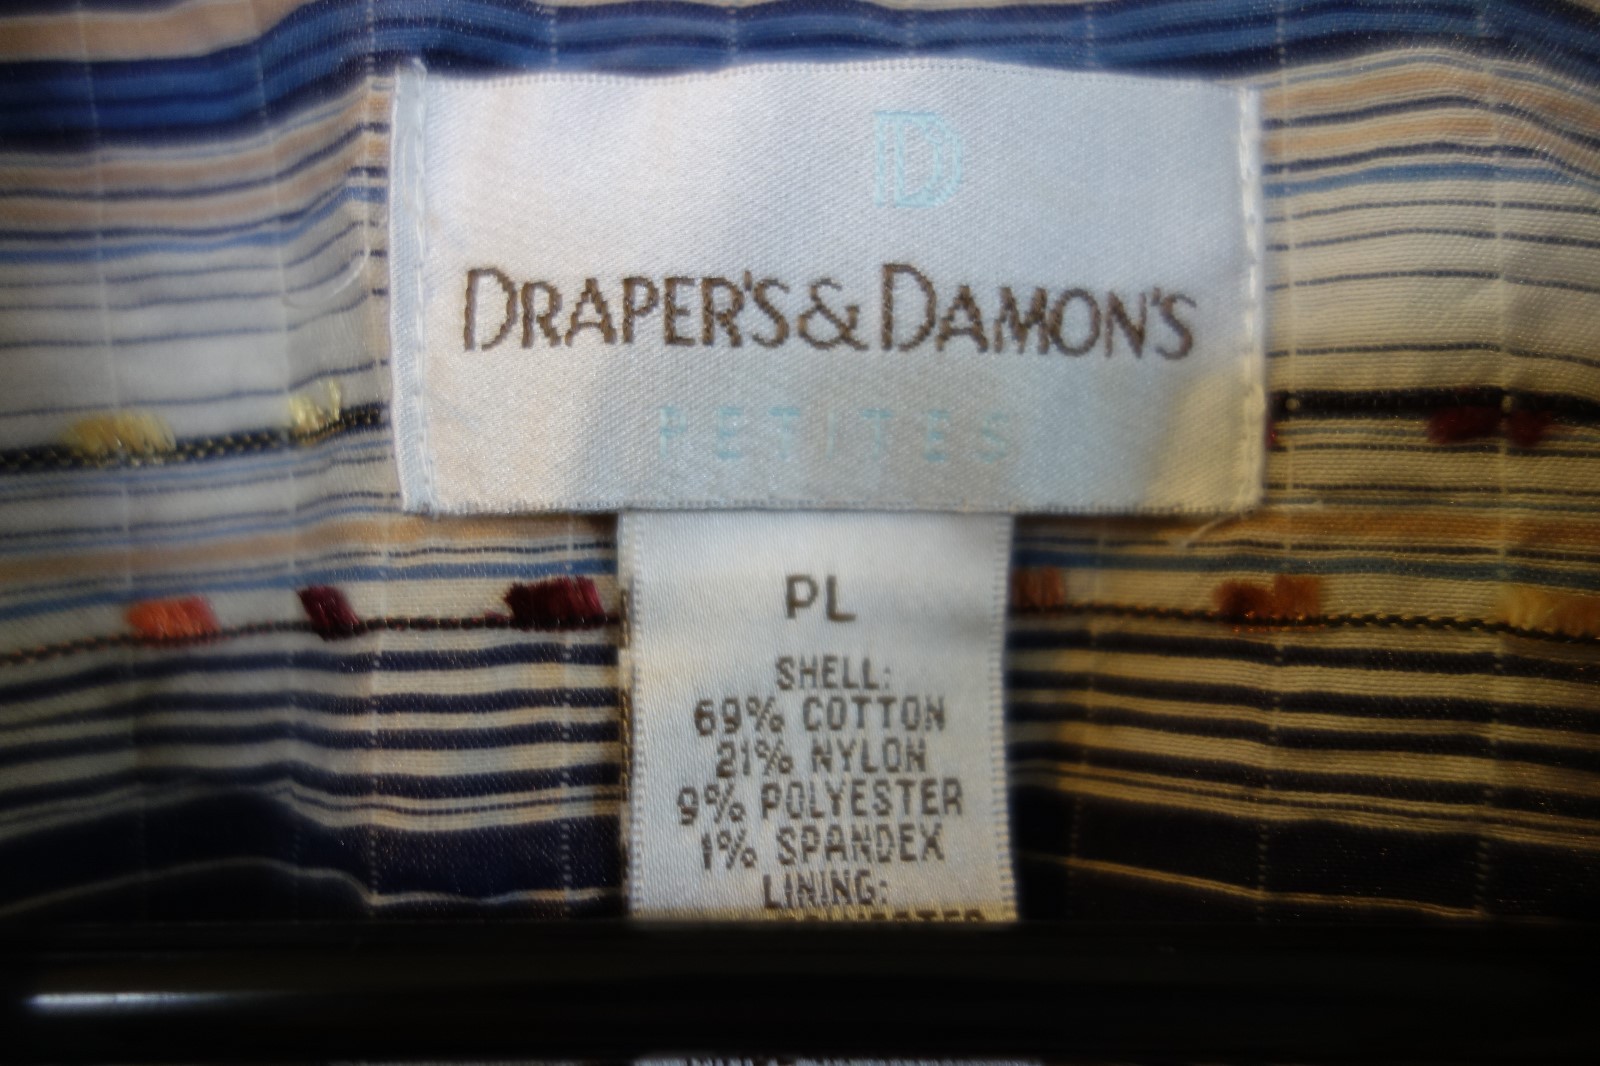 D
DRAPER'S & DAMON'S
PETITES
PL
SHELL:
69% COTTON
21% NYLON
9% POLYESTER
1% SPANDEX
LINING: